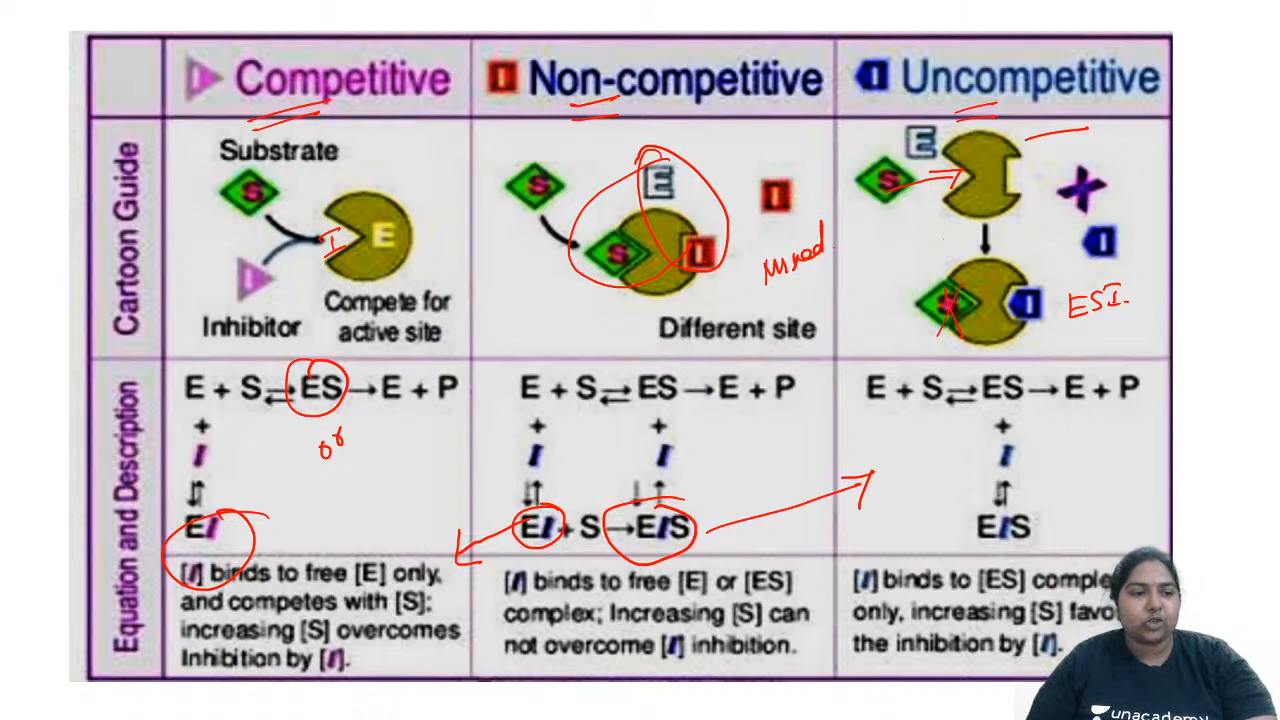 Competitive
Non-competitive
Uncompetitive
I
I
I
Cartoon Guide
Substrate
S
E
I
I
Inhibitor
Compete for
active site
S
E
S
I
I
Mixed
Different site
E
S
I
S
I
ESI.
Equation and Description
E + S ⇌ ES → E + P
+
I
⇌
EI
or
[I] binds to free [E] only,
and competes with [S];
increasing [S] overcomes
Inhibition by [I].
E + S ⇌ ES → E + P
+ +
I I
EI + S → EIS
[I] binds to free [E] or [ES]
complex; Increasing [S] can
not overcome [I] inhibition.
E + S ⇌ ES → E + P
+
I
EIS
[I] binds to [ES]
only, increasing [S]
the inhibition by [I].
unacademy